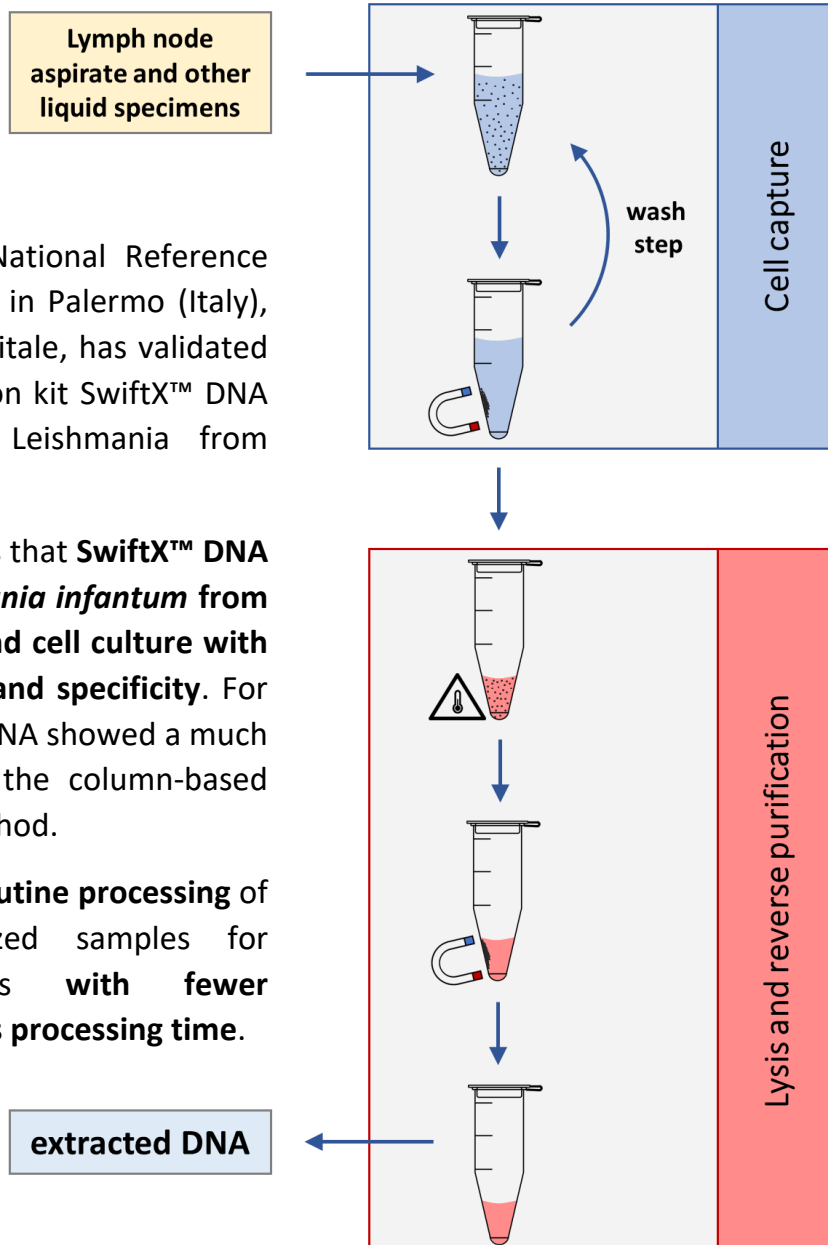 Lymph node
aspirate and other
liquid specimens
wash
step
Cell capture
National Reference
in Palermo (Italy),
itale, has validated
on kit SwiftX™ DNA
Leishmania from
s that SwiftX™ DNA
nia infantum from
nd cell culture with
and specificity. For
NA showed a much
the column-based
hod.
utine processing of
zed samples for
s with fewer
s processing time.
Lysis and reverse purification
extracted DNA